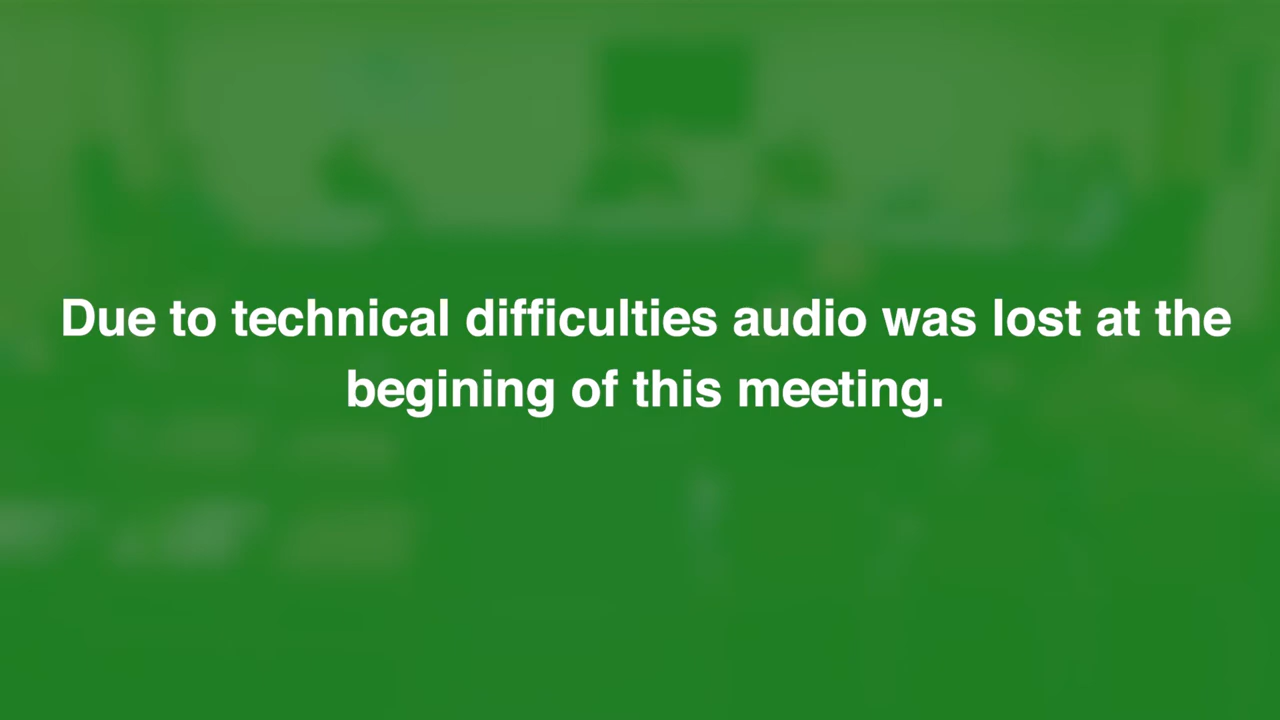 Due to technical difficulties audio was lost at the
begining of this meeting.